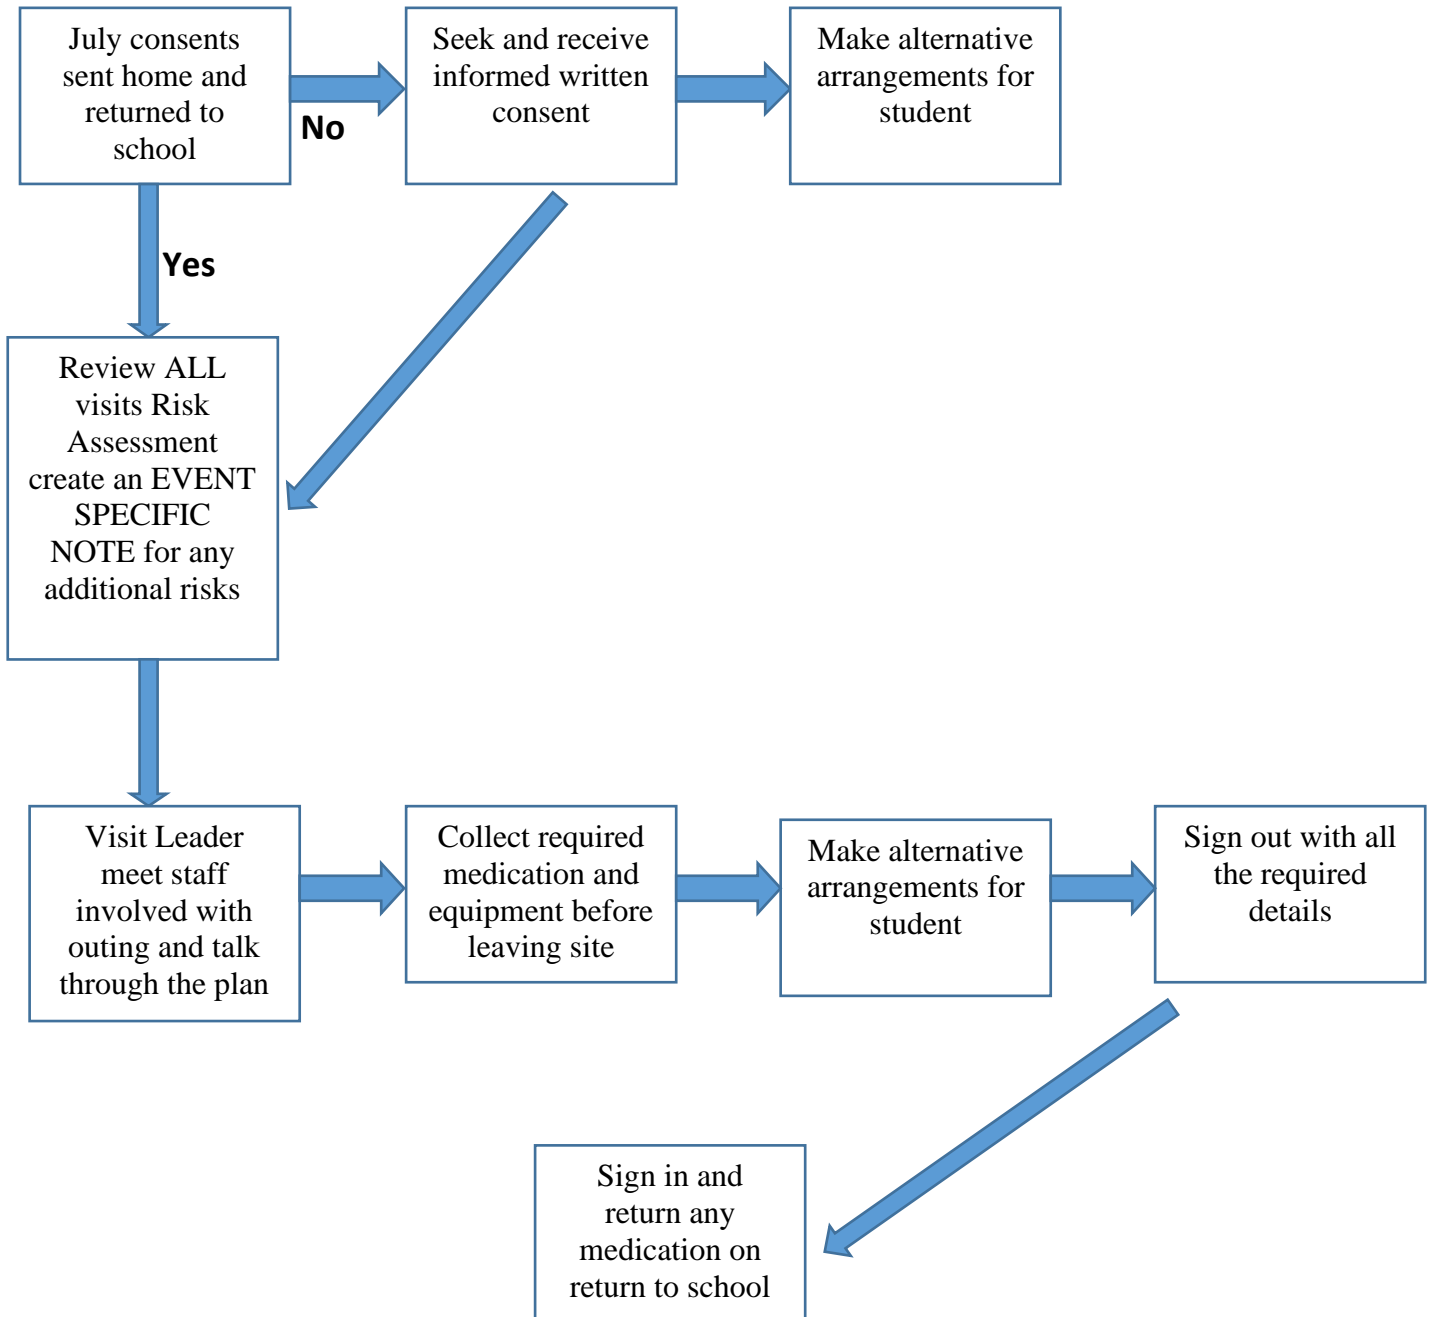 July consents
sent home and
returned to
school
No
Seek and receive
informed written
consent
Make alternative
arrangements for
student
Yes
Review ALL
visits Risk
Assessment
create an EVENT
SPECIFIC
NOTE for any
additional risks
Visit Leader
meet staff
involved with
outing and talk
through the plan
Collect required
medication and
equipment before
leaving site
Make alternative
arrangements for
student
Sign out with all
the required
details
Sign in and
return any
medication on
return to school